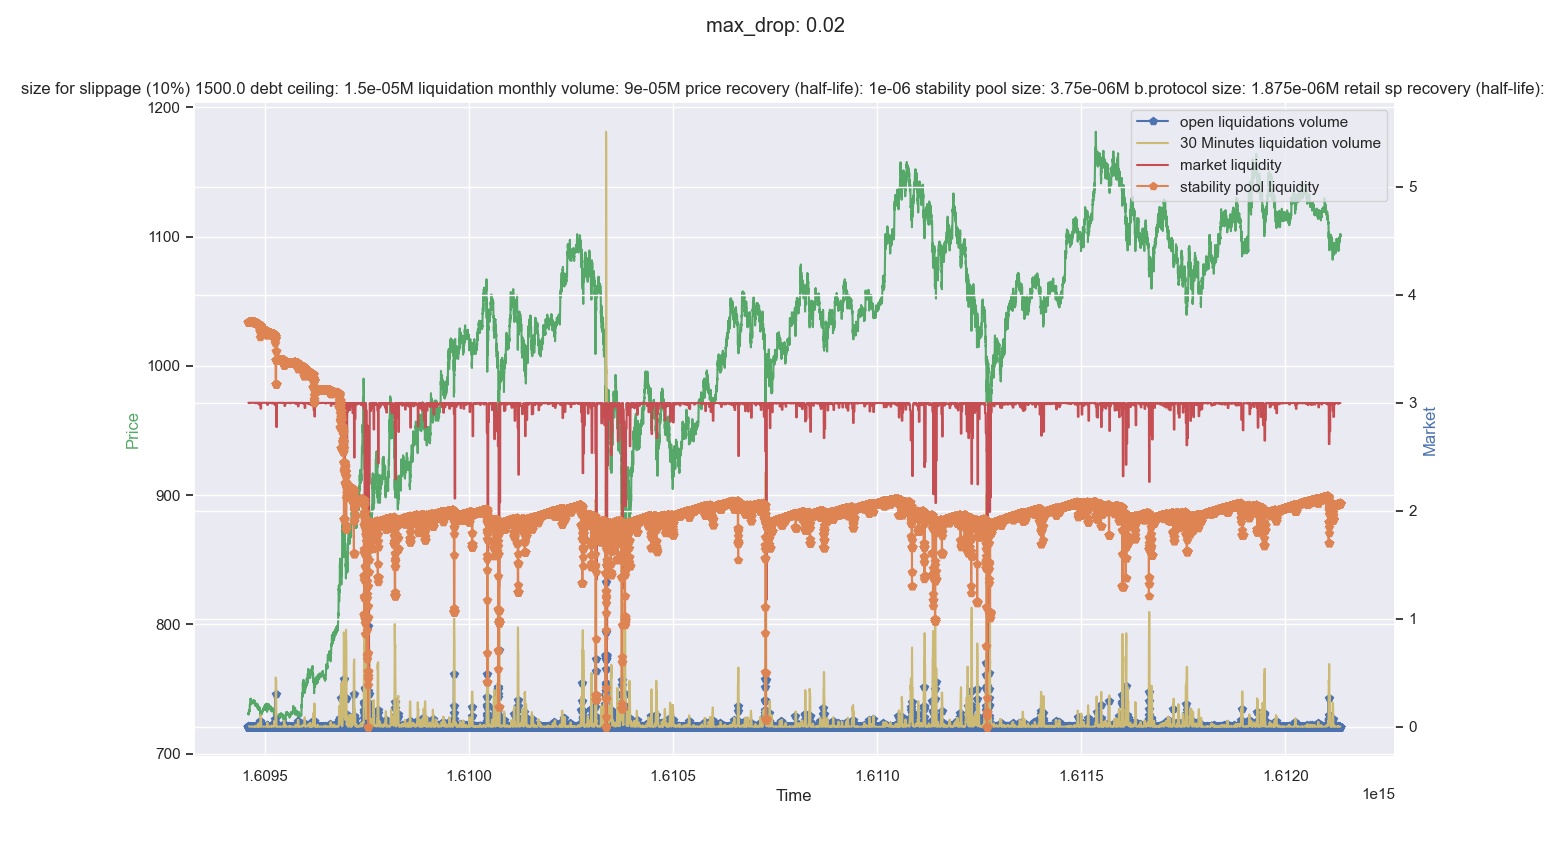 max_drop: 0.02
size for slippage (10%) 1500.0 debt ceiling: 1.5e-05M liquidation monthly volume: 9e-05M price recovery (half-life): 1e-06 stability pool size: 3.75e-06M b.protocol size: 1.875e-06M retail sp recovery (half-life):
open liquidations volume
30 Minutes liquidation volume
market liquidity
stability pool liquidity
1200
1100
1000
900
800
700
Price
5
4
3
2
1
0
Market
1.6095 1.6100 1.6105 1.6110 1.6115 1.6120
1e15
Time